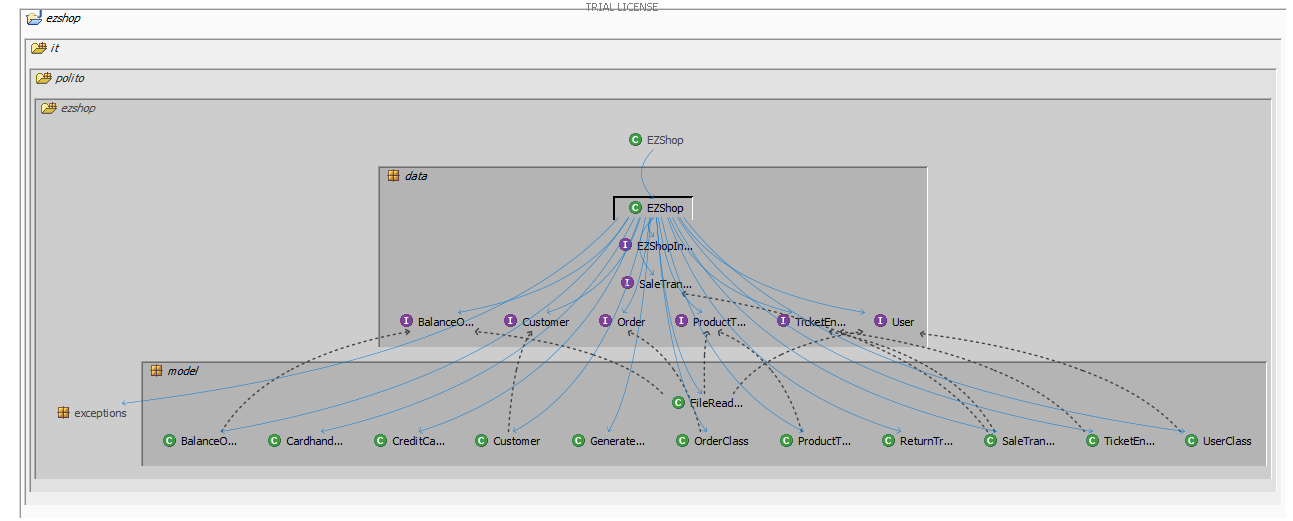 TRIAL LICENSE
ezshop
it
polito
ezshop
C EZShop
data
C EZShop
I EZShopIn...
I SaleTran...
I BalanceO... I Customer I Order I ProductT... I TicketEn... I User
model
exceptions
C FileRead...
C BalanceO... C Cardhand... C CreditCa... C Customer C Generate... C OrderClass C ProductT... C ReturnTr... C SaleTran... C TicketEn... C UserClass